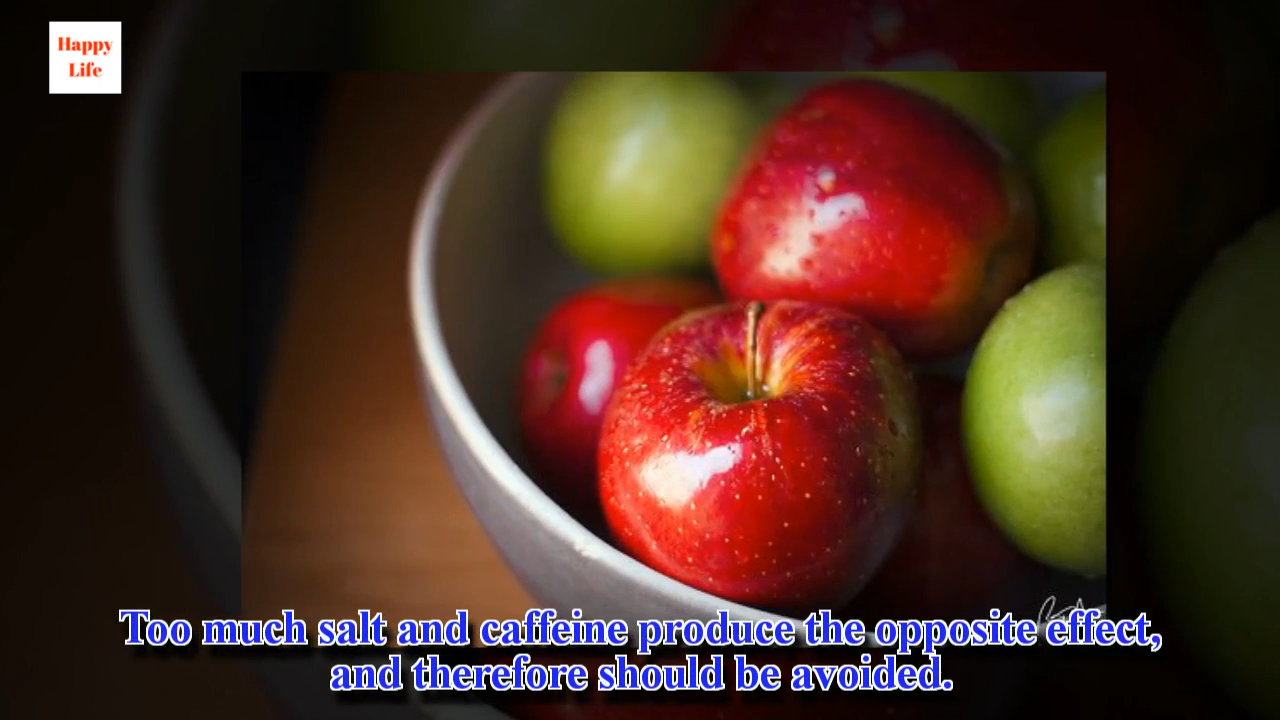 Happy
Life
Too much salt and caffeine produce the opposite effect,
and therefore should be avoided.